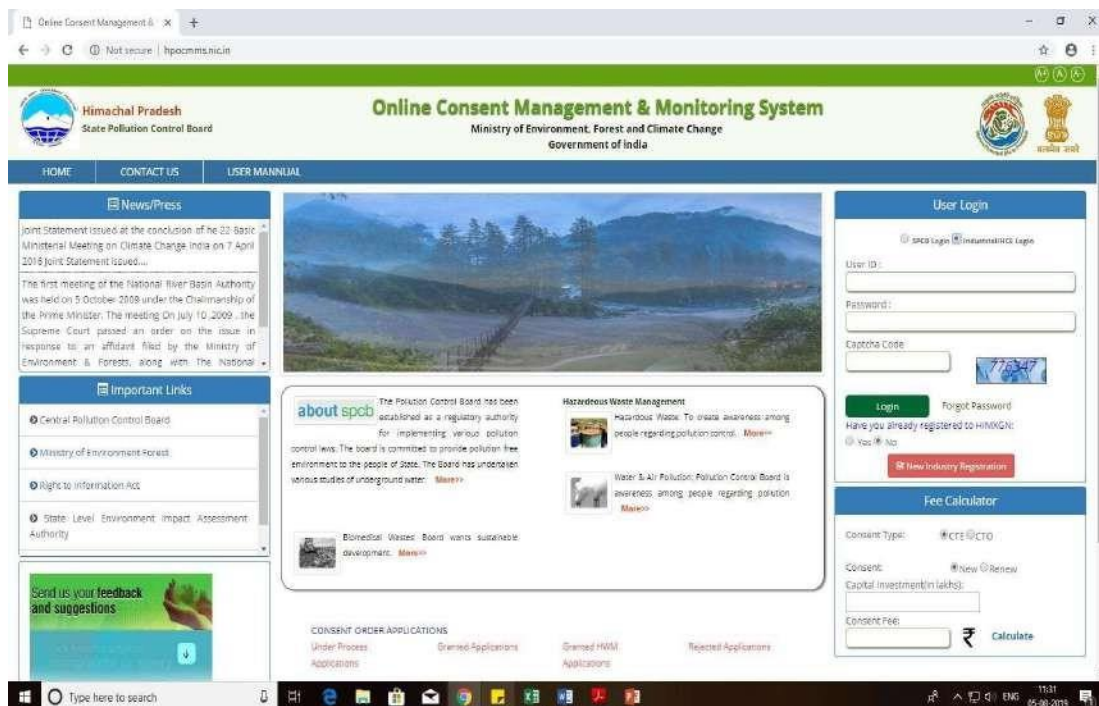 Online Consent Management &
Not secure | hpocmms.nic.in
A+ A A-
Himachal Pradesh
State Pollution Control Board
Online Consent Management & Monitoring System
Ministry of Environment, Forest and Climate Change
Government of India
सत्यमेव जयते
HOME CONTACT US USER MANNUAL
News/Press
Joint Statement issued at the conclusion of he 22 Basic
Ministerial Meeting on Climate Change India on 7 April
2016 Joint Statement issued....
The first meeting of the National River Basin Authority
was held on 5 October 2009 under the Chairmanship of
the Prime Minister. The meeting On July 10 ,2009 , the
Supreme Court passed an order on the issue in
response to an affidavit filed by the Ministry of
Environment & Forests, along with The National
Important Links
Central Pollution Control Board
Ministry of Environment Forest
Right to Information Act
State Level Environment Impact Assessment
Authority
Send us your feedback
and suggestions
about spcb
The Pollution Control Board has been
established as a regulatory authority
for implementing various pollution
control laws. The board is committed to provide pollution free
environment to the people of State. The Board has undertaken
various studies of underground water. More>>
Biomedical Wastes: Board wants sustainable
development. More>>
Hazardeous Waste Management
Hazardous Waste: To create awareness among
people regarding pollution control. More>>
Water & Air Pollution: Pollution Control Board is
awareness among people regarding pollution
More>>
CONSENT ORDER APPLICATIONS
Under Process
Applications
Granted Applications
Granted HWM
Applications
Rejected Applications
User Login
SPCB Login Industrial/HCE Login
User ID :
Password :
Captcha Code
776347
Login Forgot Password
Have you already registered to HIMXGN:
Yes No
New Industry Registration
Fee Calculator
Consent Type: CTE CTO
Consent: New Renew
Capital Investment(in lakhs):
Consent Fee:
₹ Calculate
Type here to search
ENG
11:31
05-08-2019